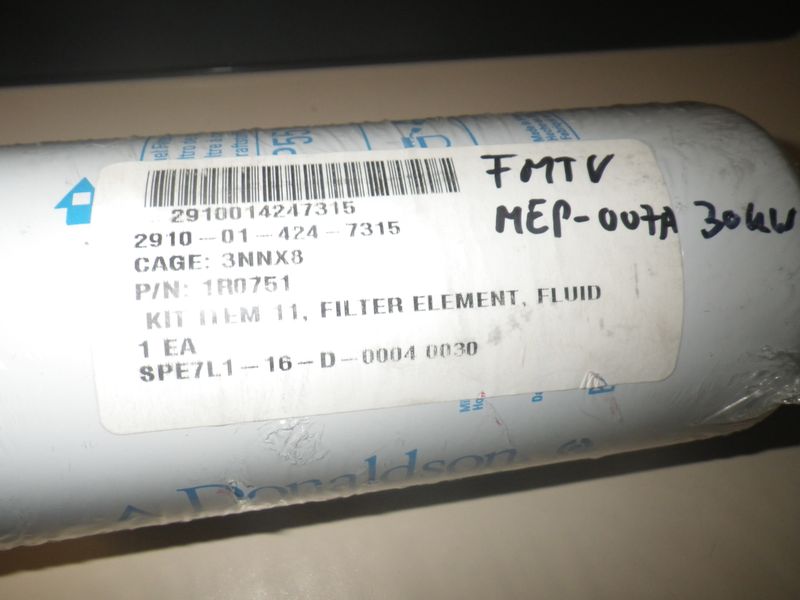 P55
2910014247315
2910-01-424-7315
CAGE: 3NNX8
P/N: 1R0751
KIT ITEM 11, FILTER ELEMENT, FLUID
1 EA
SPE7L1-16-D-0004 0030
FMTV
MEP-007A 30kW
Donaldson